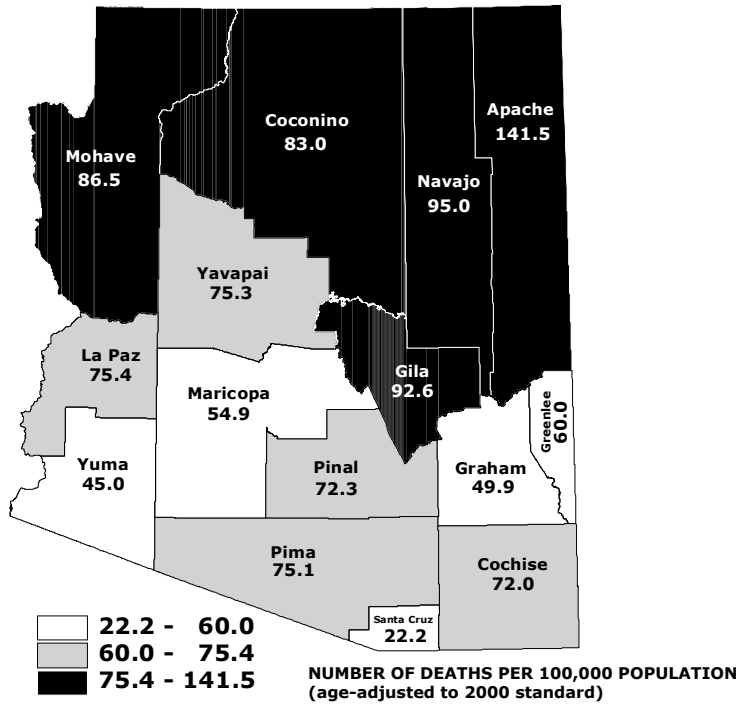 Apache
141.5
Coconino
83.0
Mohave
86.5
Navajo
95.0
Yavapai
75.3
La Paz
75.4
Gila
92.6
Maricopa
54.9
Greenlee
60.0
Yuma
45.0
Pinal
72.3
Graham
49.9
Pima
75.1
Cochise
72.0
Santa Cruz
22.2
22.2 - 60.0
60.0 - 75.4
75.4 - 141.5
NUMBER OF DEATHS PER 100,000 POPULATION
(age-adjusted to 2000 standard)